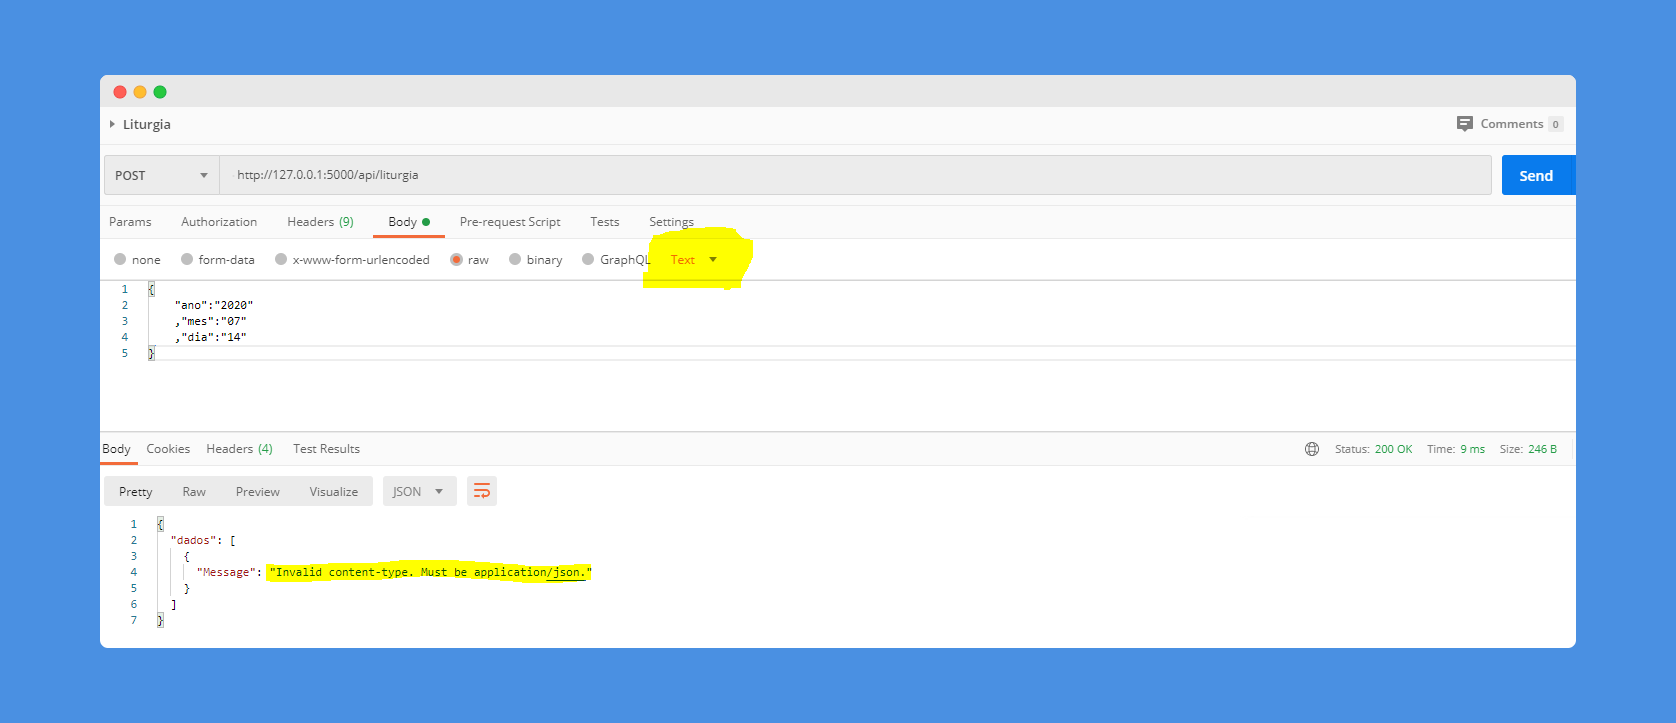 Liturgia
Comments 0
POST http://127.0.0.1:5000/api/liturgia Send
Params Authorization Headers (9) Body Pre-request Script Tests Settings
none form-data x-www-form-urlencoded raw binary GraphQL Text
1 {
2 "ano":"2020"
3 ,"mes":"07"
4 ,"dia":"14"
5 }
Body Cookies Headers (4) Test Results Status: 200 OK Time: 9 ms Size: 246 B
Pretty Raw Preview Visualize JSON
1 {
2 "dados": [
3 {
4 "Message": "Invalid content-type. Must be application/json."
5 }
6 ]
7 }